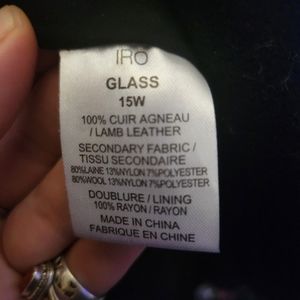 IRO
GLASS
15W
100% CUIR AGNEAU
/ LAMB LEATHER
SECONDARY FABRIC /
TISSU SECONDAIRE
80%LAINE 13%NYLON 7%POLYESTER
80%WOOL 13%NYLON 7%POLYESTER
DOUBLURE / LINING
100% RAYON / RAYON
MADE IN CHINA
FABRIQUE EN CHINE